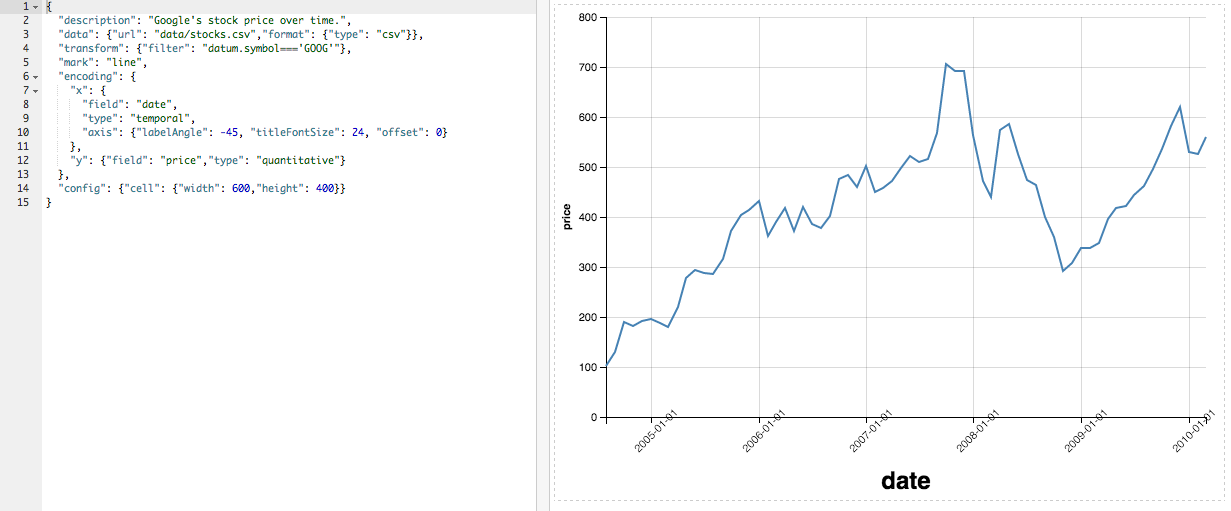 1 {
2 "description": "Google's stock price over time.",
3 "data": {"url": "data/stocks.csv","format": {"type": "csv"}},
4 "transform": {"filter": "datum.symbol==='GOOG'"},
5 "mark": "line",
6 "encoding": {
7 "x": {
8 "field": "date",
9 "type": "temporal",
10 "axis": {"labelAngle": -45, "titleFontSize": 24, "offset": 0}
11 },
12 "y": {"field": "price","type": "quantitative"}
13 },
14 "config": {"cell": {"width": 600,"height": 400}}
15 }
800
700
600
500
400
300
200
100
0
price
2005-01-01
2006-01-01
2007-01-01
2008-01-01
2009-01-01
2010-01-01
date